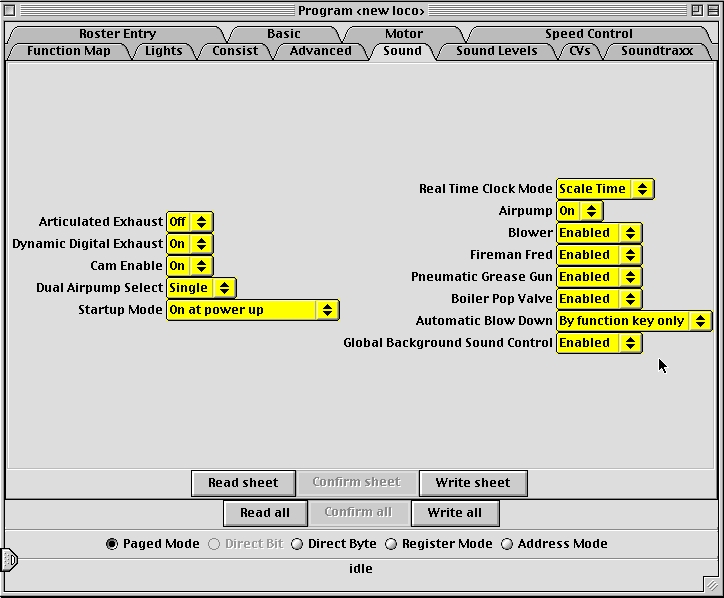 Program <new loco>
Roster Entry Basic Motor Speed Control
Function Map Lights Consist Advanced Sound Sound Levels CVs Soundtraxx
Articulated Exhaust Off
Dynamic Digital Exhaust On
Cam Enable On
Dual Airpump Select Single
Startup Mode On at power up
Real Time Clock Mode Scale Time
Airpump On
Blower Enabled
Fireman Fred Enabled
Pneumatic Grease Gun Enabled
Boiler Pop Valve Enabled
Automatic Blow Down By function key only
Global Background Sound Control Enabled
Read sheet Confirm sheet Write sheet
Read all Confirm all Write all
Paged Mode Direct Bit Direct Byte Register Mode Address Mode
idle